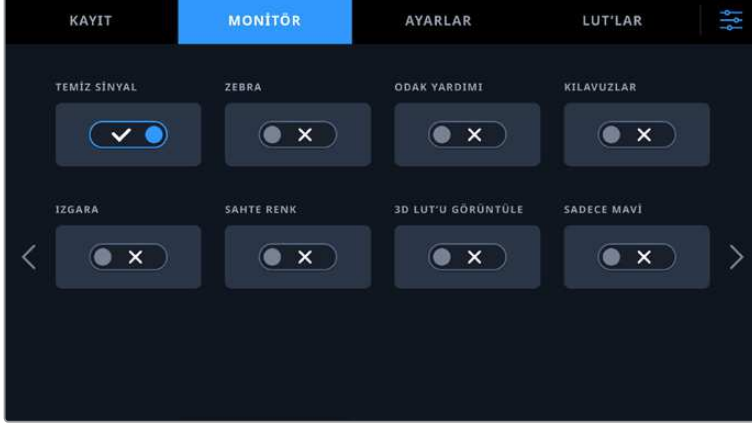 KAYIT MONİTÖR AYARLAR LUT'LAR
TEMİZ SİNYAL ZEBRA ODAK YARDIMI KILAVUZLAR
IZGARA SAHTE RENK 3D LUT'U GÖRÜNTÜLE SADECE MAVİ